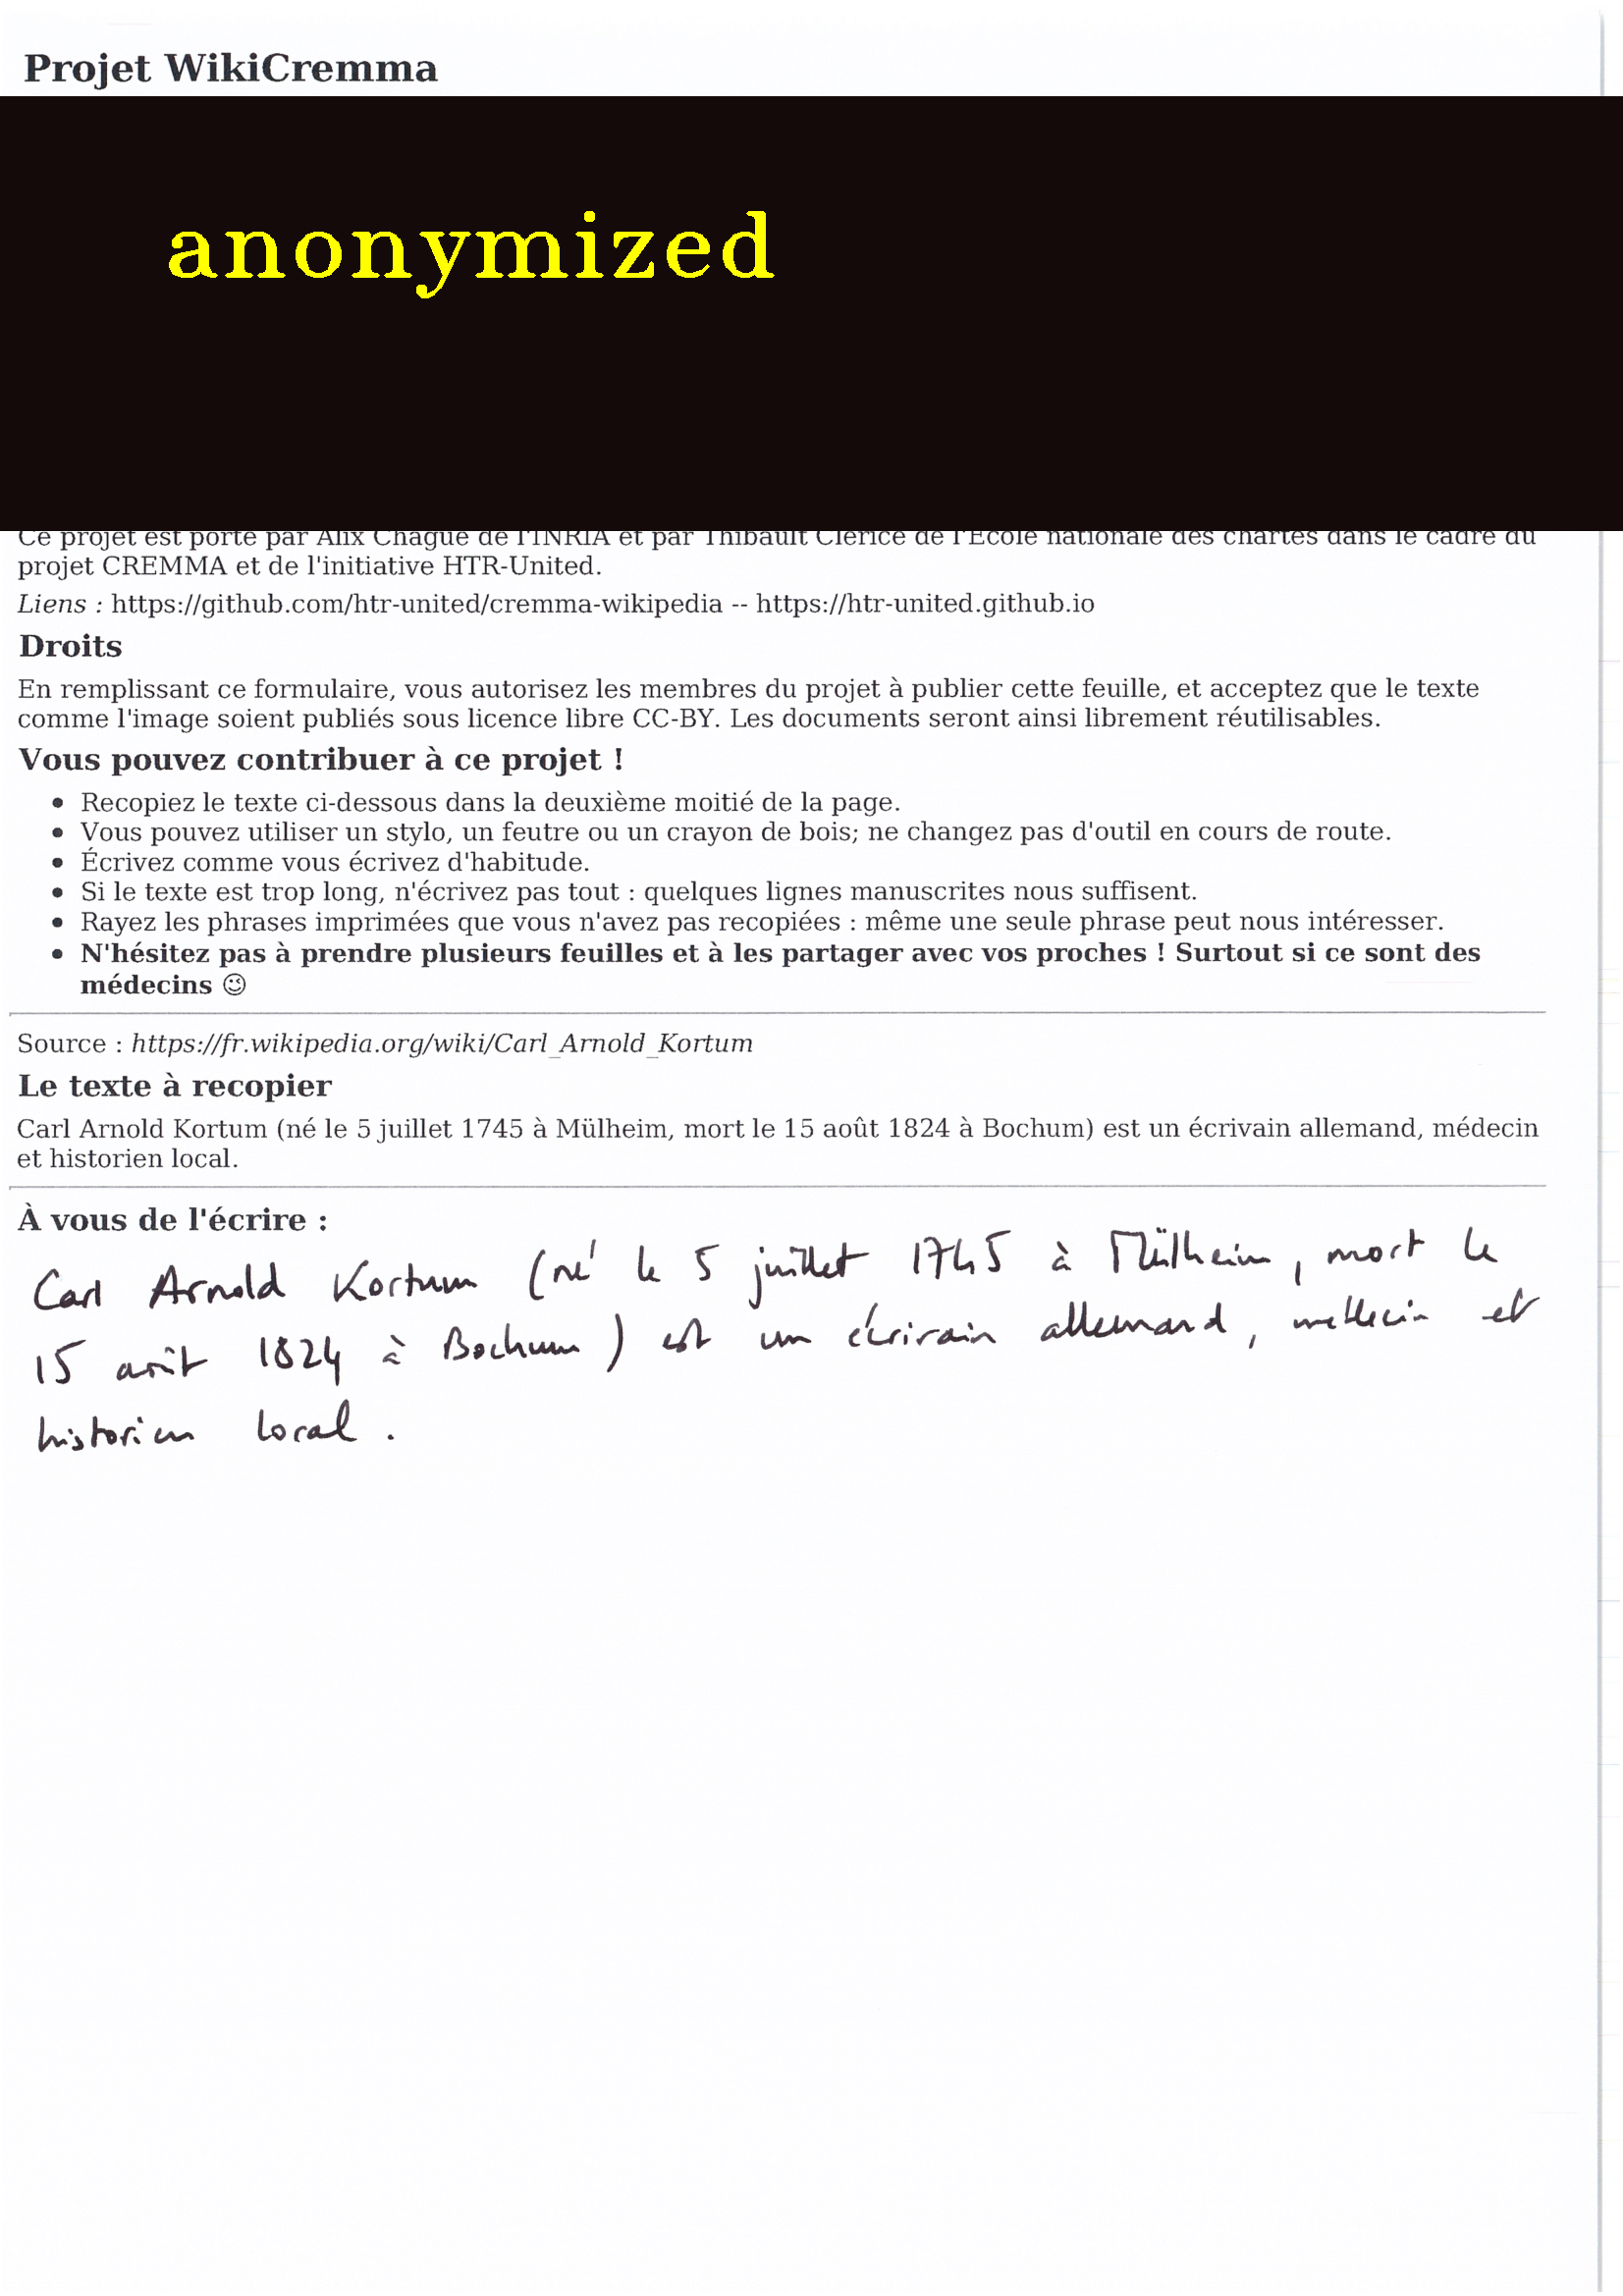 Projet WikiCremma
anonymized
Ce projet est porté par Alix Chagué de l'INRIA et par Thibault Clérice de l'École nationale des chartes dans le cadre du
projet CREMMA et de l'initiative HTR-United.
Liens : https://github.com/htr-united/cremma-wikipedia -- https://htr-united.github.io
Droits
En remplissant ce formulaire, vous autorisez les membres du projet à publier cette feuille, et acceptez que le texte
comme l'image soient publiés sous licence libre CC-BY. Les documents seront ainsi librement réutilisables.
Vous pouvez contribuer à ce projet !
• Recopiez le texte ci-dessous dans la deuxième moitié de la page.
• Vous pouvez utiliser un stylo, un feutre ou un crayon de bois; ne changez pas d'outil en cours de route.
• Écrivez comme vous écrivez d'habitude.
• Si le texte est trop long, n'écrivez pas tout : quelques lignes manuscrites nous suffisent.
• Rayez les phrases imprimées que vous n'avez pas recopiées : même une seule phrase peut nous intéresser.
• N'hésitez pas à prendre plusieurs feuilles et à les partager avec vos proches ! Surtout si ce sont des
médecins 😉
Source : https://fr.wikipedia.org/wiki/Carl_Arnold_Kortum
Le texte à recopier
Carl Arnold Kortum (né le 5 juillet 1745 à Mülheim, mort le 15 août 1824 à Bochum) est un écrivain allemand, médecin
et historien local.
À vous de l'écrire :
Carl Arnold Kortum (né le 5 juillet 1745 à Mülheim, mort le
15 août 1824 à Bochum) est un écrivain allemand, médecin et
historien local.